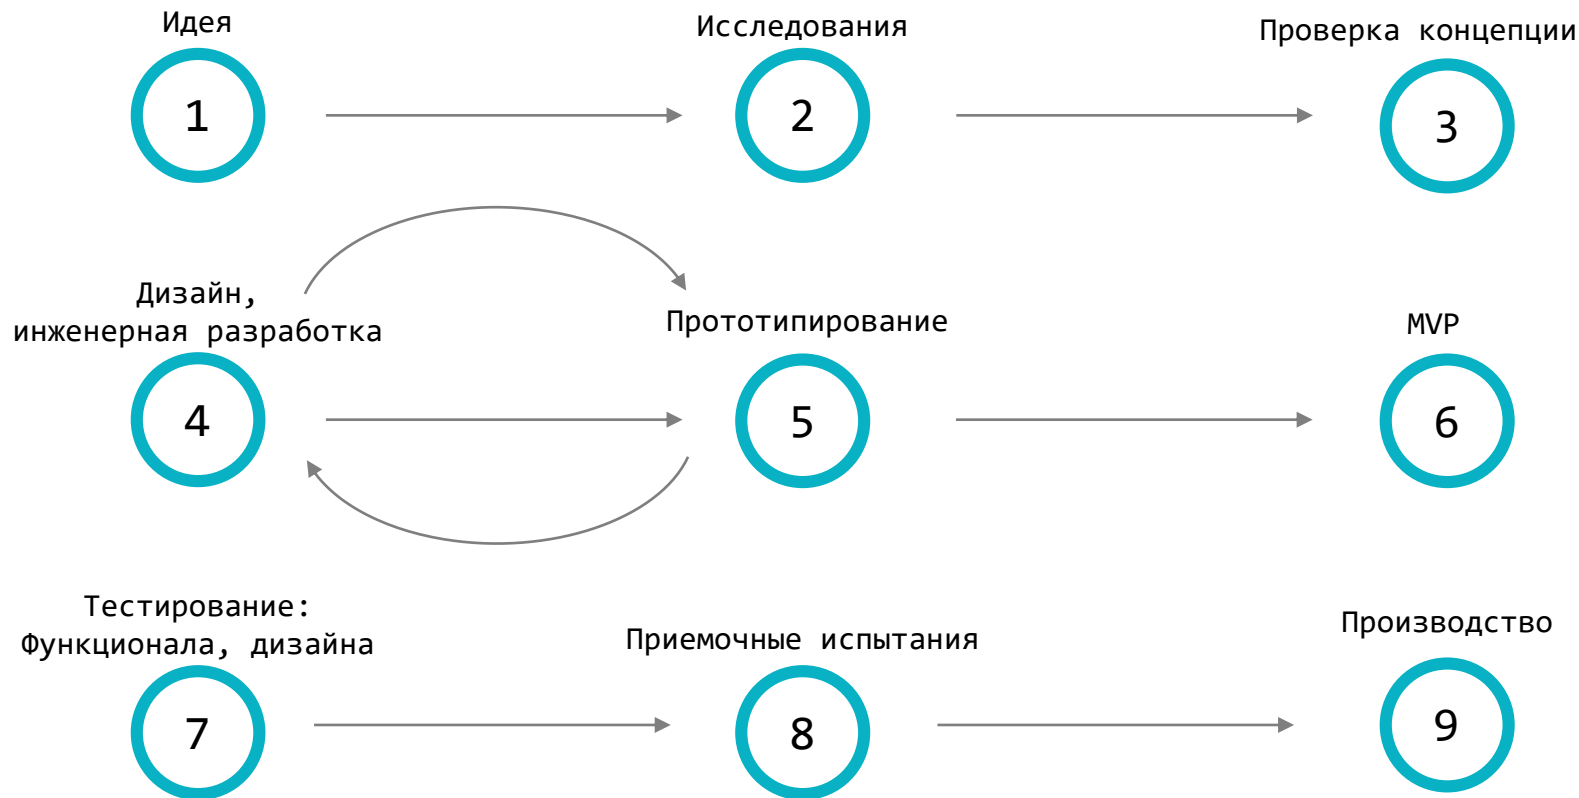 Идея
1
Исследования
2
Проверка концепции
3
Дизайн,
инженерная разработка
4
Прототипирование
5
MVP
6
Тестирование:
Функционала, дизайна
7
Приемочные испытания
8
Производство
9